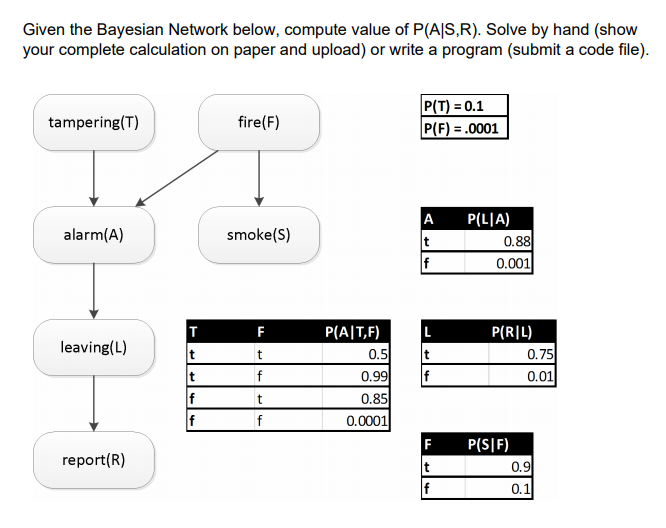 Given the Bayesian Network below, compute value of P(A|S,R). Solve by hand (show
your complete calculation on paper and upload) or write a program (submit a code file).
P(T) = 0.1
P(F) = .0001
tampering(T)
fire(F)
alarm(A)
smoke(S)
A P(L|A)
t 0.88
f 0.001
leaving(L)
T F P(A|T,F)
t t 0.5
t f 0.99
f t 0.85
f f 0.0001
L P(R|L)
t 0.75
f 0.01
report(R)
F P(S|F)
t 0.9
f 0.1